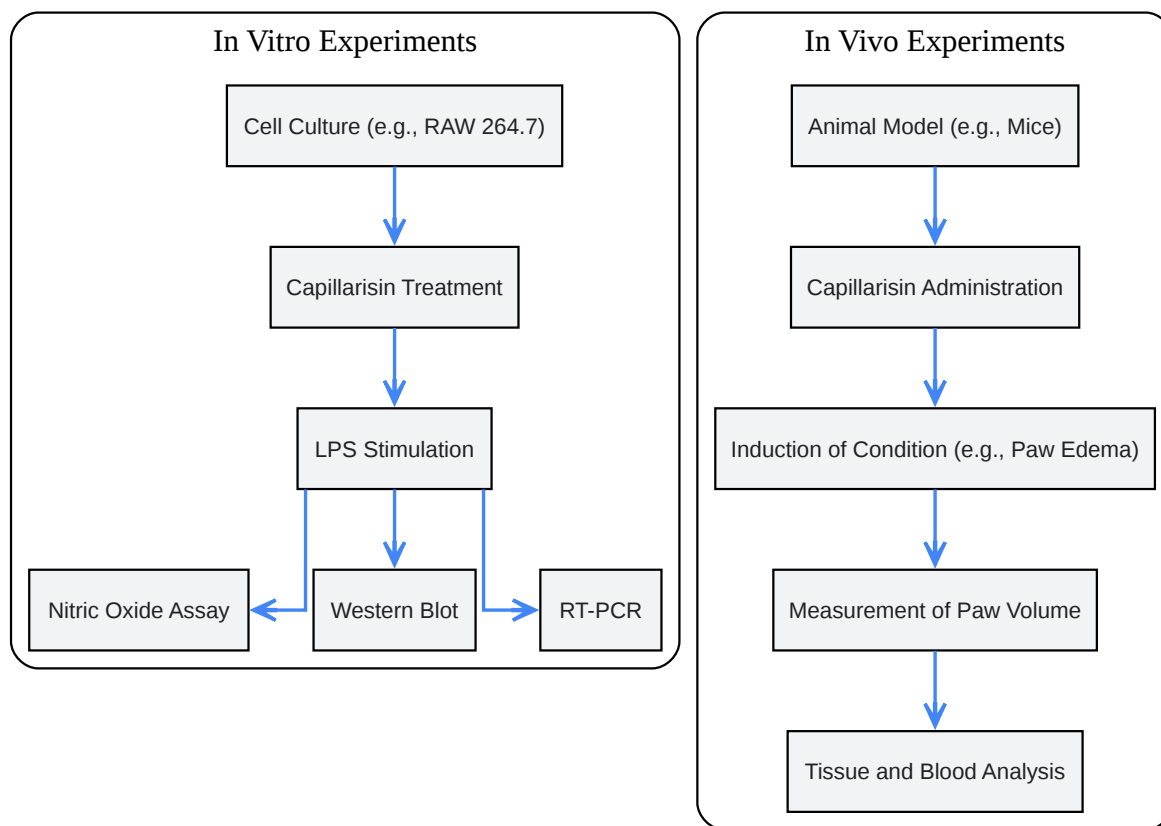 In Vitro Experiments
Cell Culture (e.g., RAW 264.7)
Capillarisin Treatment
LPS Stimulation
Nitric Oxide Assay
Western Blot
RT-PCR
In Vivo Experiments
Animal Model (e.g., Mice)
Capillarisin Administration
Induction of Condition (e.g., Paw Edema)
Measurement of Paw Volume
Tissue and Blood Analysis